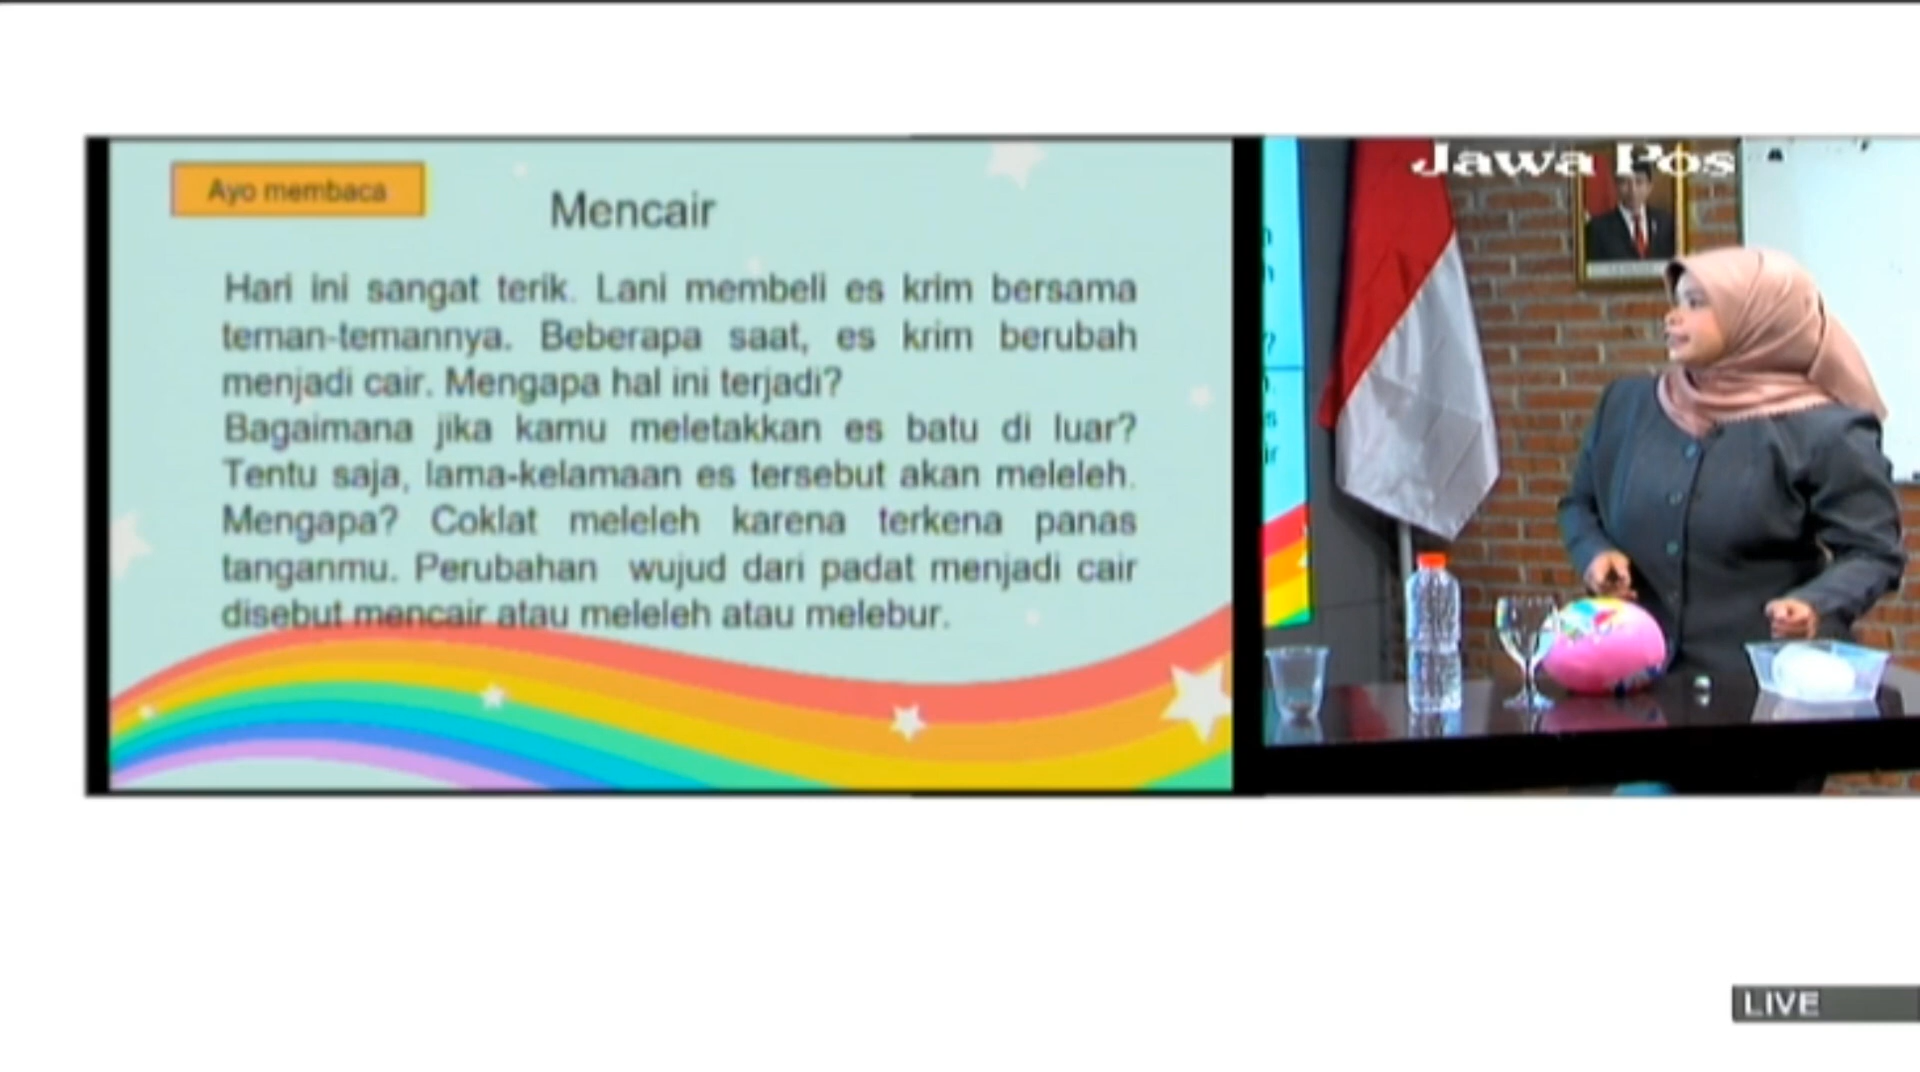 Ayo membaca
Mencair
Hari ini sangat terik. Lani membeli es krim bersama
teman-temannya. Beberapa saat, es krim berubah
menjadi cair. Mengapa hal ini terjadi?
Bagaimana jika kamu meletakkan es batu di luar?
Tentu saja, lama-kelamaan es tersebut akan meleleh.
Mengapa? Coklat meleleh karena terkena panas
tanganmu. Perubahan wujud dari padat menjadi cair
disebut mencair atau meleleh atau melebur.
Jawa Pos
LIVE